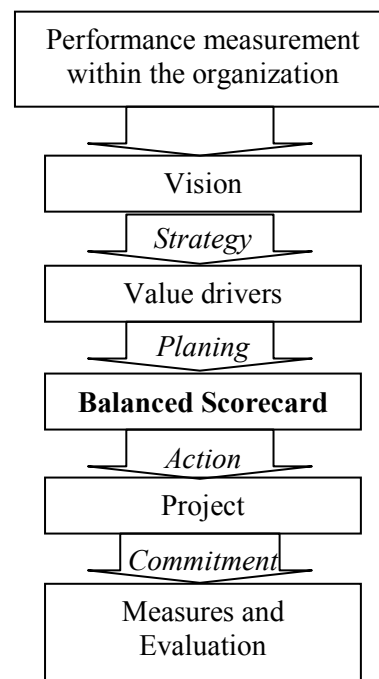 Performance measurement
within the organization
Vision
Strategy
Value drivers
Planing
Balanced Scorecard
Action
Project
Commitment
Measures and
Evaluation